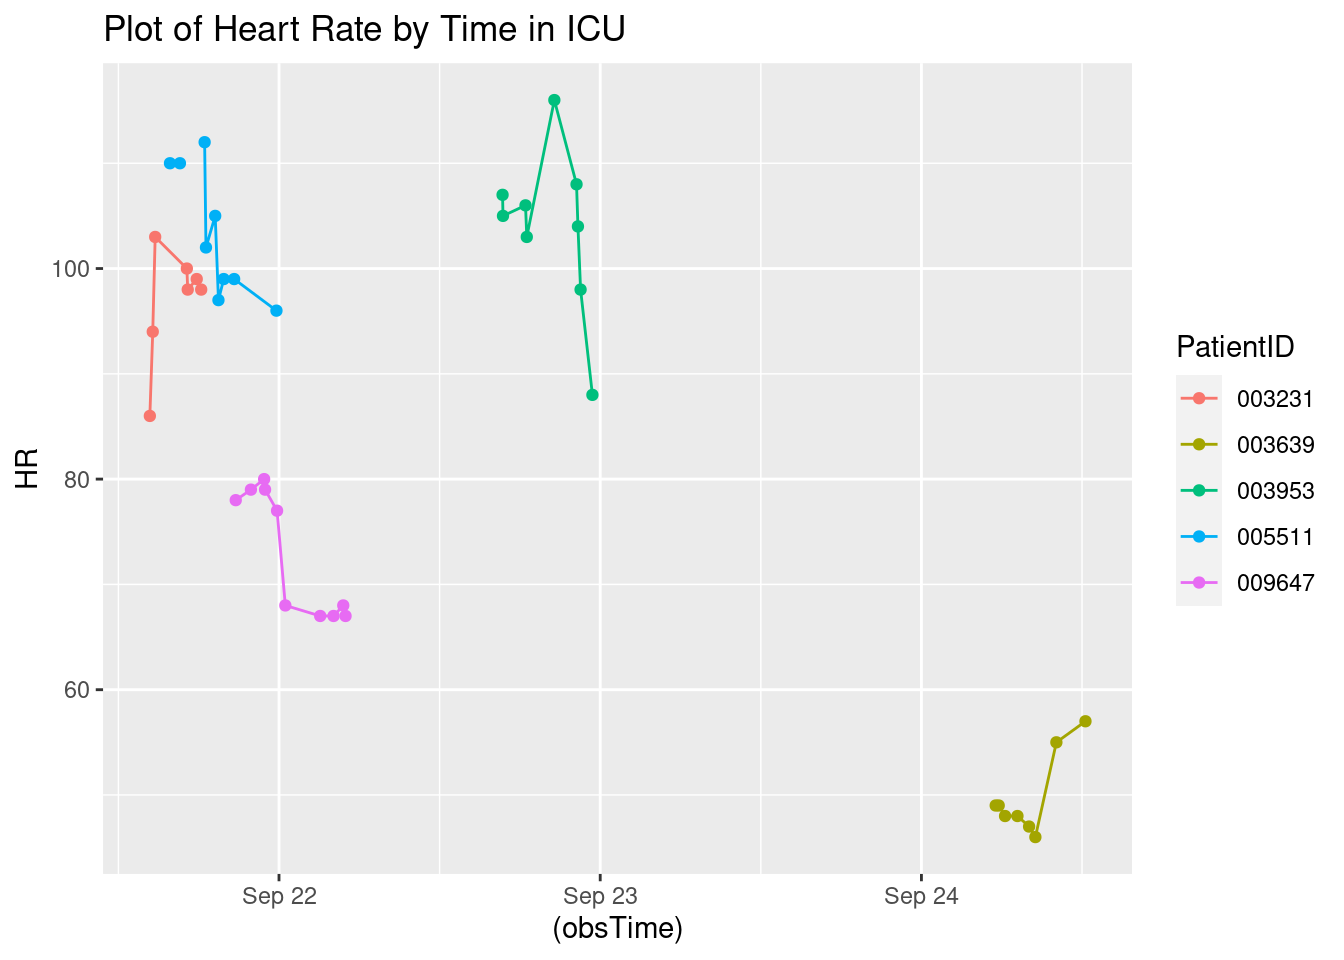 Plot of Heart Rate by Time in ICU
HR
100
80
60
Sep 22
Sep 23
Sep 24
(obsTime)
PatientID
003231
003639
003953
005511
009647